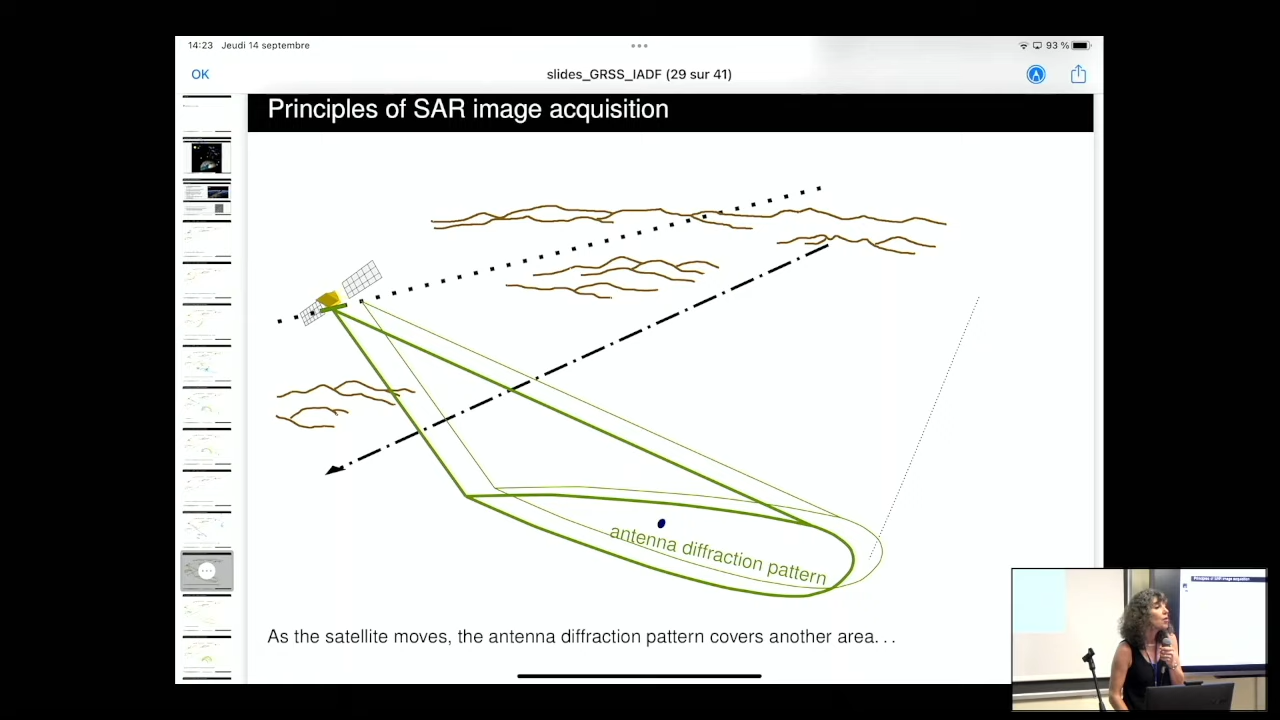 14:23 Jeudi 14 septembre
93 %
OK
slides_GRSS_IADF (29 sur 41)
Principles of SAR image acquisition
antenna diffraction pattern
As the satellite moves, the antenna diffraction pattern covers another area...
Principles of SAR image acquisition